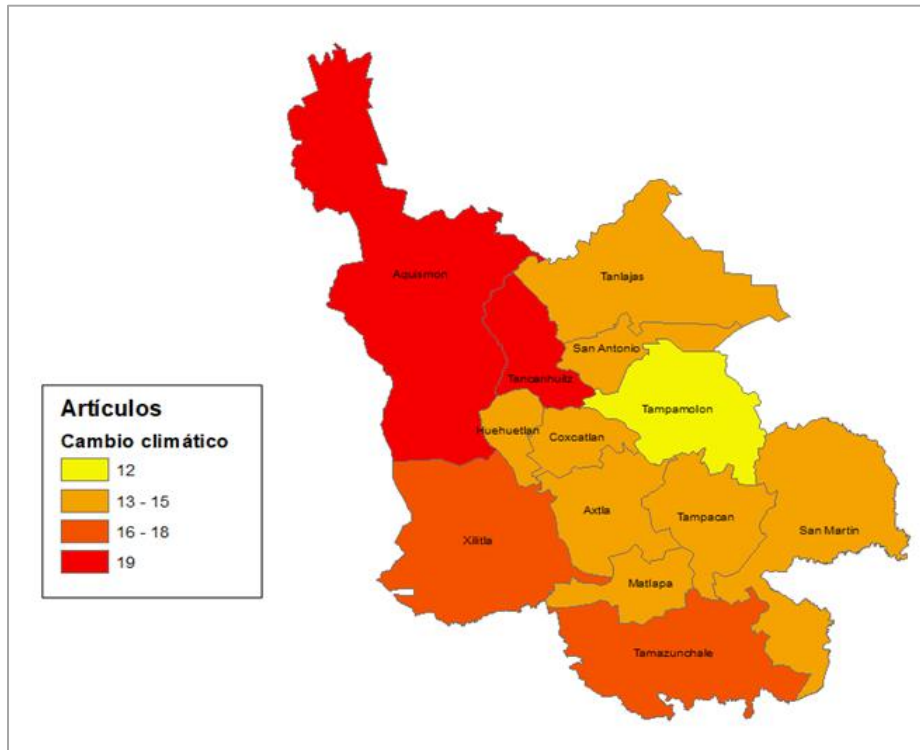 Aquismon
Tanlajas
San Antonio
Tancanhuitz
Tampamolon
Huehuetlan
Coxcatlan
Axtla
Tampacan
San Martin
Xilitla
Matlapa
Tamazunchale
Artículos
Cambio climático
12
13 - 15
16 - 18
19